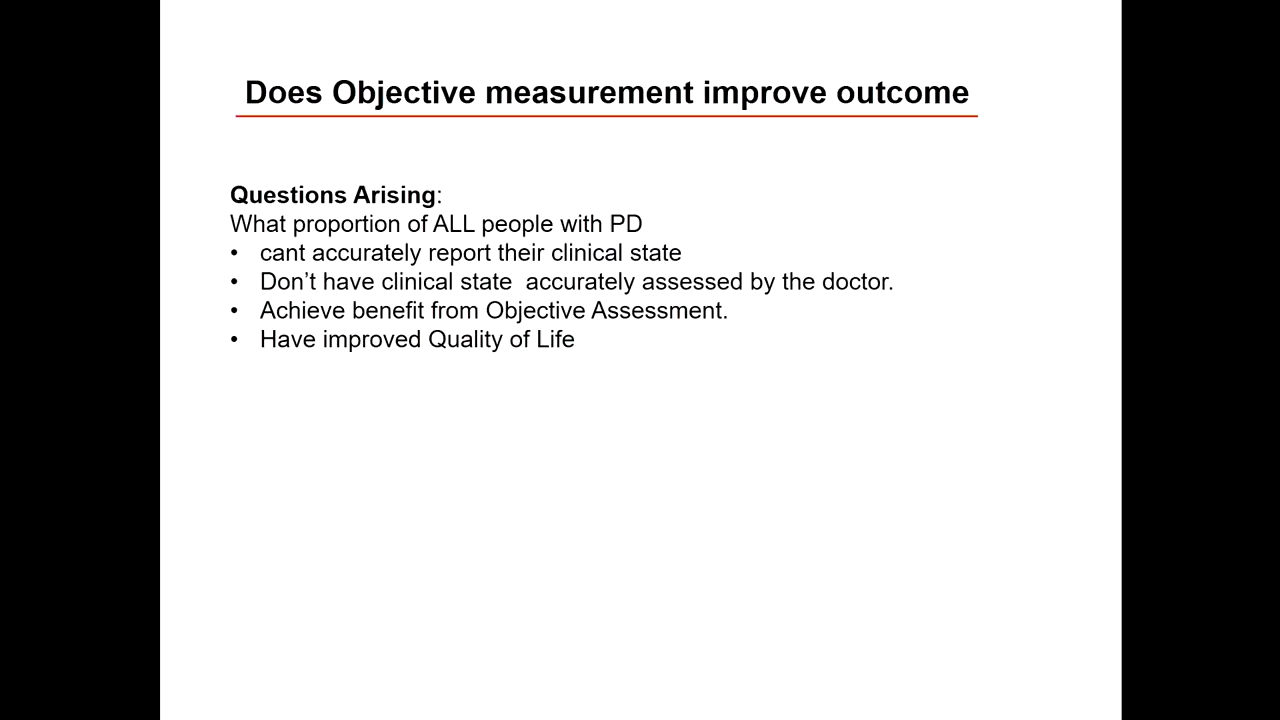 Does Objective measurement improve outcome
Questions Arising:
What proportion of ALL people with PD
• cant accurately report their clinical state
• Don’t have clinical state  accurately assessed by the doctor.
• Achieve benefit from Objective Assessment.
• Have improved Quality of Life